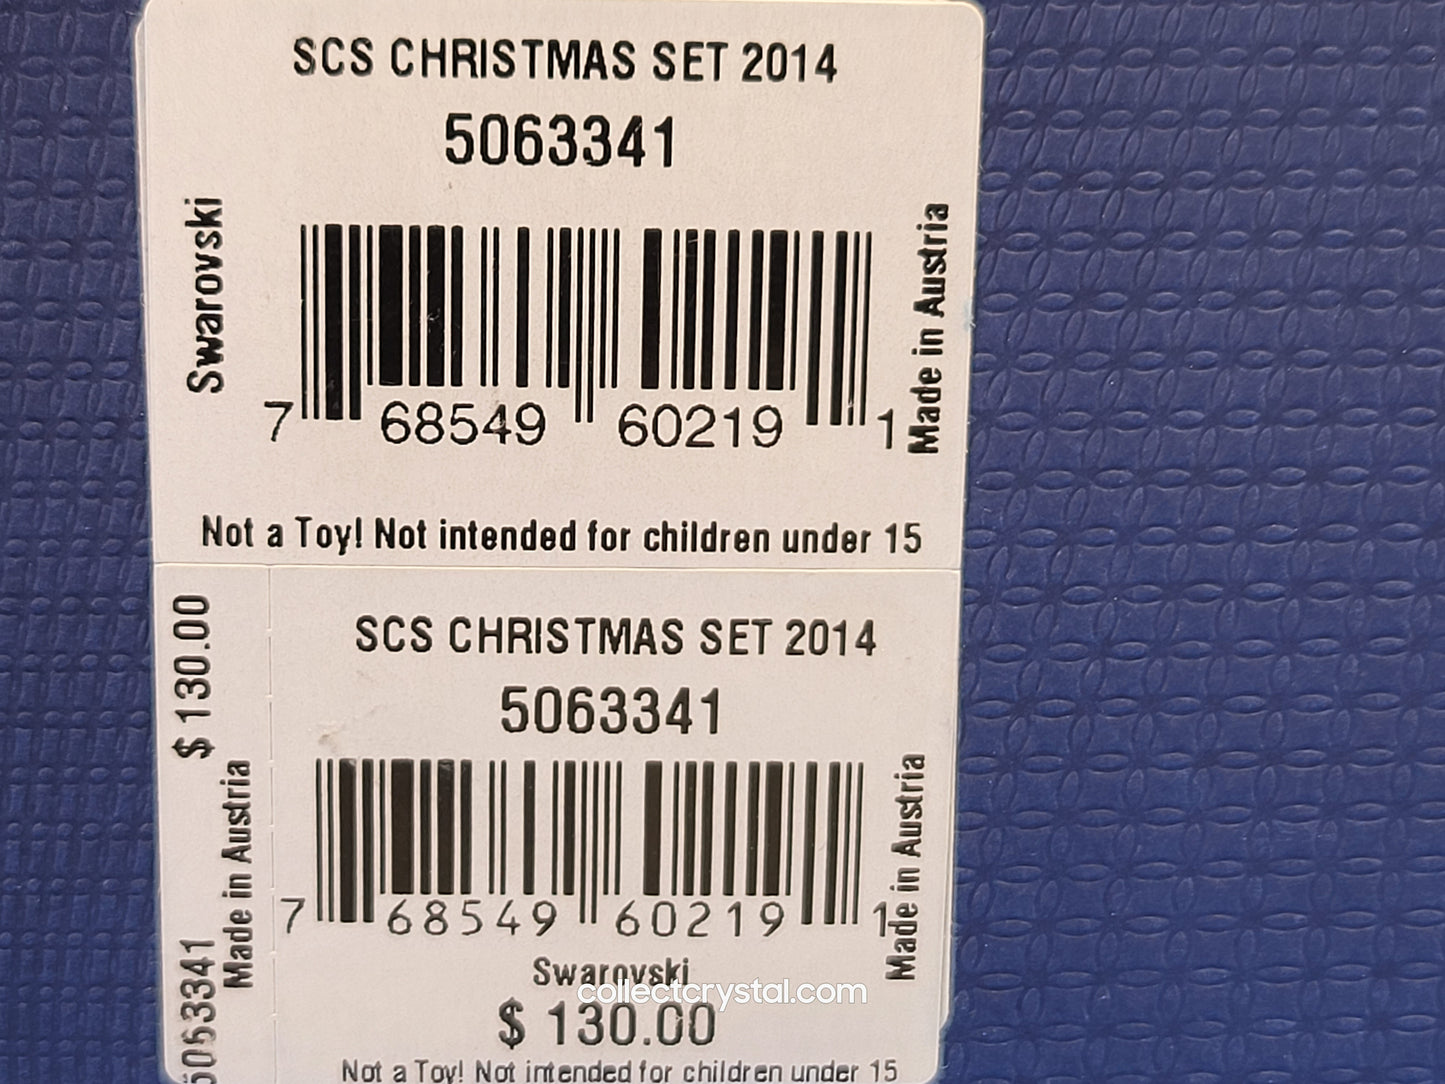 SCS CHRISTMAS SET 2014
5063341
Swarovski
Made in Austria
7 68549 60219 1
Not a Toy! Not intended for children under 15
$ 130.00
Made in Austria
5063341
SCS CHRISTMAS SET 2014
5063341
Made in Austria
7 68549 60219 1
Swarovski
collectcrystal.com
$ 130.00
Not a Toy! Not intended for children under 15